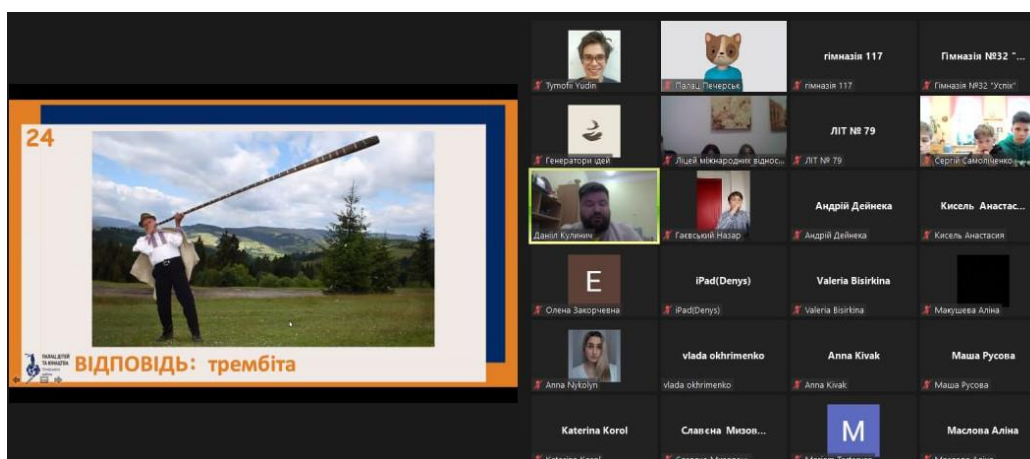 24
ПАЛАЦ ДІТЕЙ
ТА ЮНАЦТВА
ВІДПОВІДЬ: трембіта
Tymofii Yudin
Палац Печерськ
гімназія 117
гімназія 117
Гімназія №32 "...
Гімназія №32 "Успіх"
Генератори ідей
Ліцей міжнародних віднос...
ЛІТ № 79
ЛІТ № 79
Сергій Самоліченко
Даніїл Кулинич
Гаєвський Назар
Андрій Дейнека
Андрій Дейнека
Кисель Анастас...
Кисель Анастасия
E
Олена Закорчевна
iPad(Denys)
iPad(Denys)
Valeria Bisirkina
Valeria Bisirkina
Макушева Аліна
Anna Nykolyn
vlada okhrimenko
vlada okhrimenko
Anna Kivak
Anna Kivak
Маша Русова
Маша Русова
Katerina Korol
Славєна Мизов...
M
Маслова Аліна